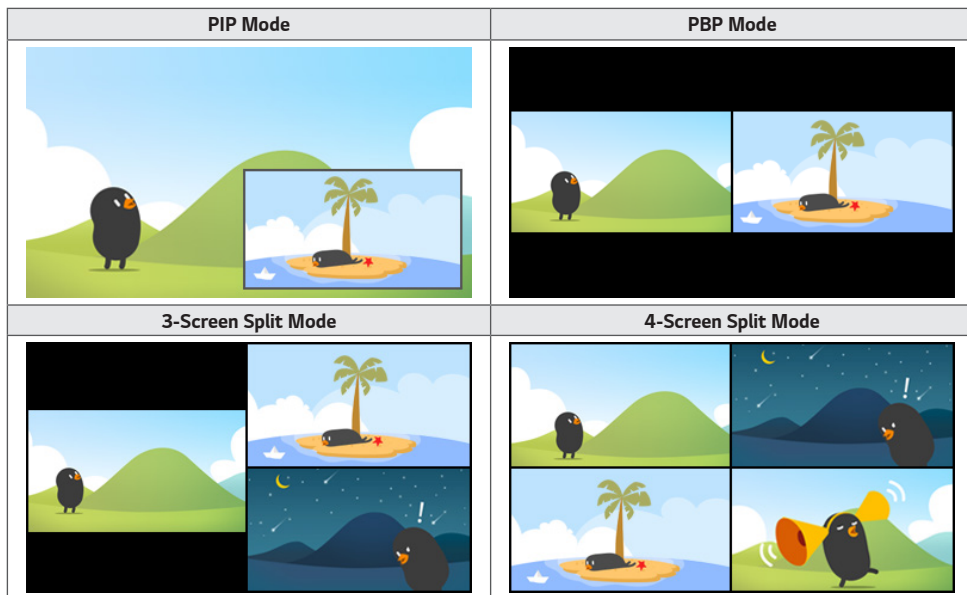 PIP Mode
PBP Mode
3-Screen Split Mode
4-Screen Split Mode